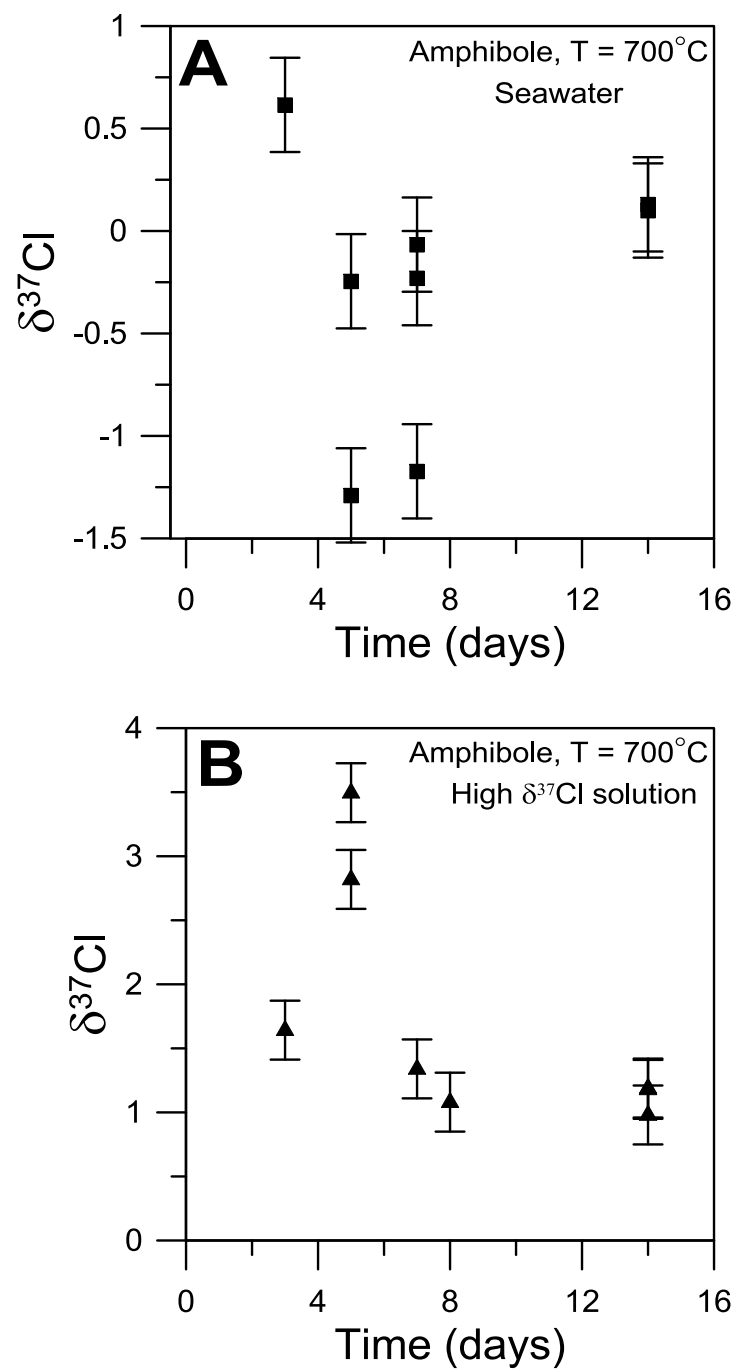 A
Amphibole, T = 700°C
Seawater
1
0.5
0
-0.5
-1
-1.5
δ³⁷Cl
0 4 8 12 16
Time (days)
B
Amphibole, T = 700°C
High δ³⁷Cl solution
4
3
2
1
0
δ³⁷Cl
0 4 8 12 16
Time (days)